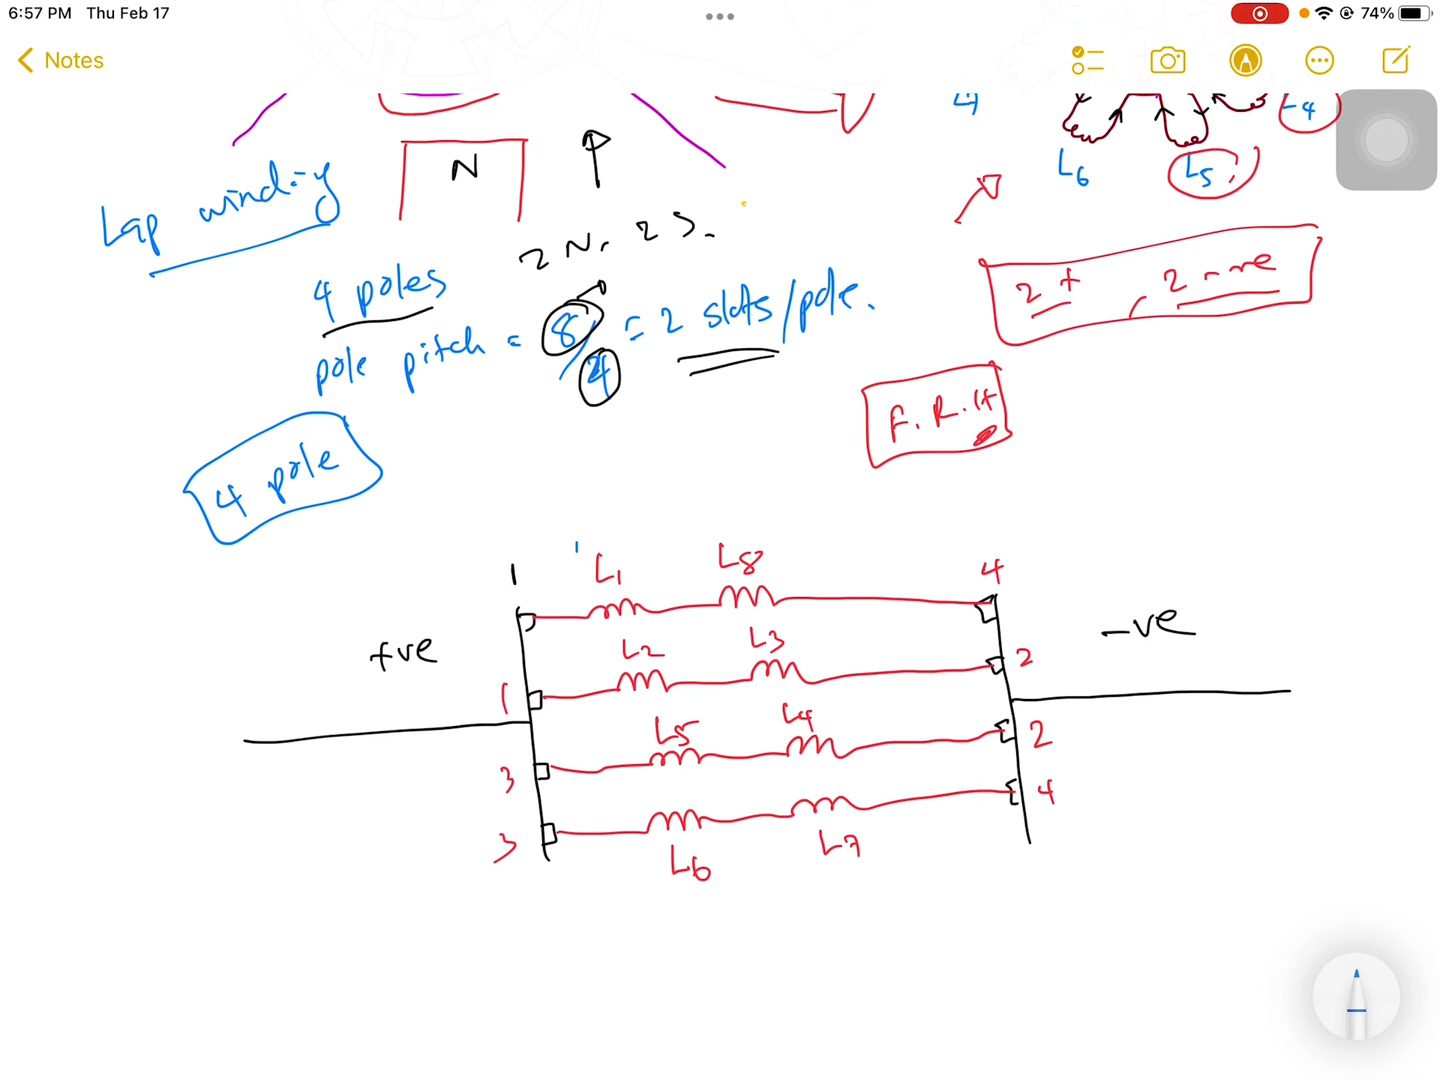 6:57 PM Thu Feb 17
74%
Notes
N
L6
L5
-4
Lap winding
2 N, 2 S.
4 poles
pole pitch = 8/4 = 2 slots/pole.
2 +, 2 -ve
F.R.H
4 pole
1 L1 L8 4
+ve
-ve
1 L2 L3 2
3 L5 L4 2
3 L6 L7 4